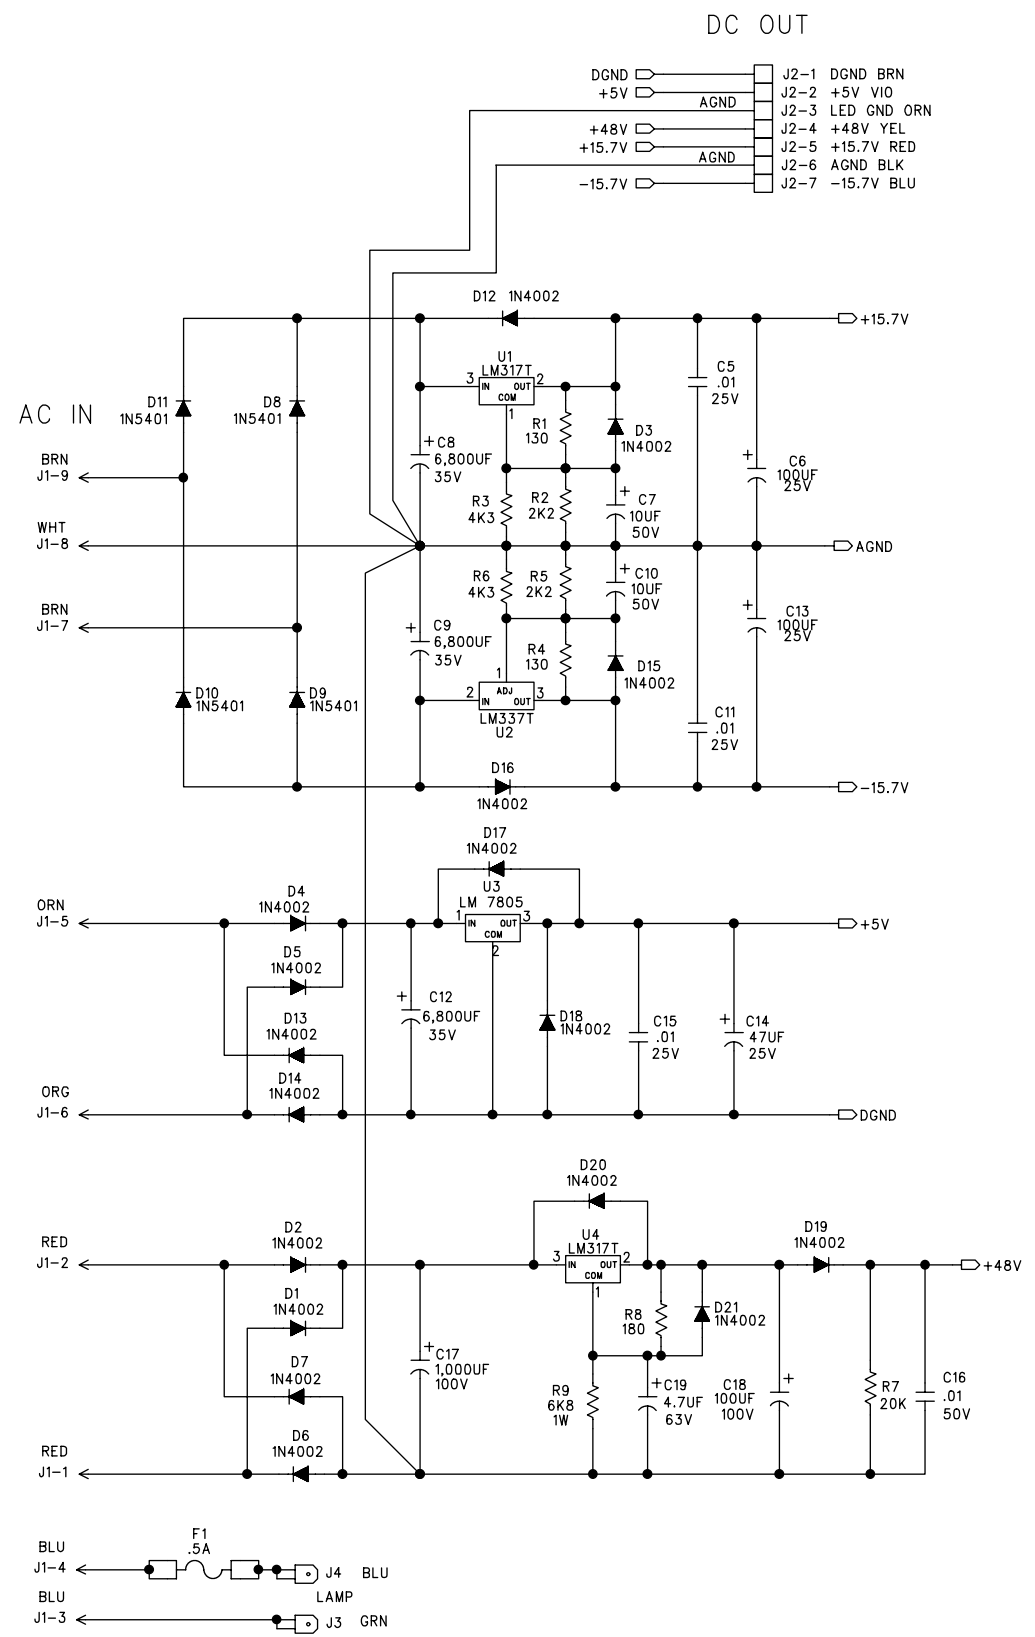 DC OUT
DGND J2-1 DGND BRN
+5V J2-2 +5V VIO
AGND J2-3 LED GND ORN
+48V J2-4 +48V YEL
+15.7V J2-5 +15.7V RED
AGND J2-6 AGND BLK
-15.7V J2-7 -15.7V BLU
D12 1N4002
+15.7V
U1
LM317T
3 IN OUT 2
COM
1
C5
.01
25V
AC IN
D11
1N5401
D8
1N5401
R1
130
D3
1N4002
BRN
J1-9
+ C8
6,800UF
35V
+ C6
100UF
25V
R3
4K3
R2
2K2
+ C7
10UF
50V
WHT
J1-8
AGND
R6
4K3
R5
2K2
+ C10
10UF
50V
BRN
J1-7
+ C9
6,800UF
35V
+ C13
100UF
25V
R4
130
D15
1N4002
D10
1N5401
D9
1N5401
1
ADJ
2 IN OUT 3
LM337T
U2
C11
.01
25V
D16
1N4002
-15.7V
D17
1N4002
U3
LM 7805
1 IN OUT 3
COM
2
ORN
J1-5
D4
1N4002
+5V
D5
1N4002
D13
1N4002
+ C12
6,800UF
35V
D18
1N4002
C15
.01
25V
+ C14
47UF
25V
D14
1N4002
ORG
J1-6
DGND
D20
1N4002
U4
LM317T
3 IN OUT 2
COM
1
D19
1N4002
RED
J1-2
D2
1N4002
+48V
D1
1N4002
R8
180
D21
1N4002
D7
1N4002
+ C17
1,000UF
100V
R9
6K8
1W
+ C19
4.7UF
63V
C18 +
100UF
100V
R7
20K
C16
.01
50V
RED
J1-1
D6
1N4002
F1
.5A
BLU
J1-4
J4 BLU
LAMP
BLU
J1-3
J3 GRN